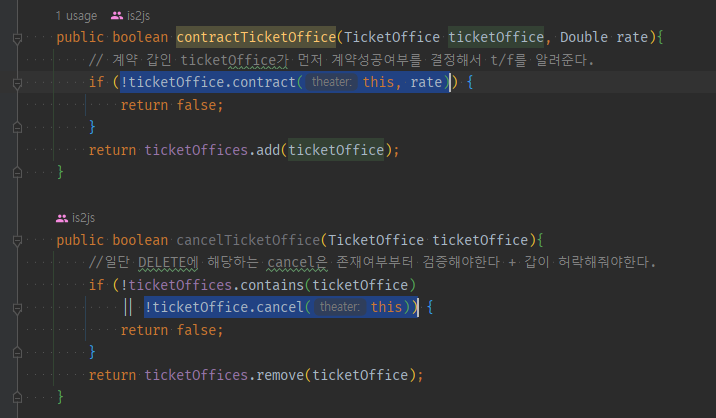 1 usage is2js
public boolean contractTicketOffice(TicketOffice ticketOffice, Double rate){
// 계약 갑인 ticketOffice가 먼저 계약성공여부를 결정해서 t/f를 알려준다.
if (!ticketOffice.contract( theater: this, rate)) {
return false;
}
return ticketOffices.add(ticketOffice);
}
is2js
public boolean cancelTicketOffice(TicketOffice ticketOffice){
//일단 DELETE에 해당하는 cancel은 존재여부부터 검증해야한다 + 갑이 허락해줘야한다.
if (!ticketOffices.contains(ticketOffice)
|| !ticketOffice.cancel( theater: this)) {
return false;
}
return ticketOffices.remove(ticketOffice);
}